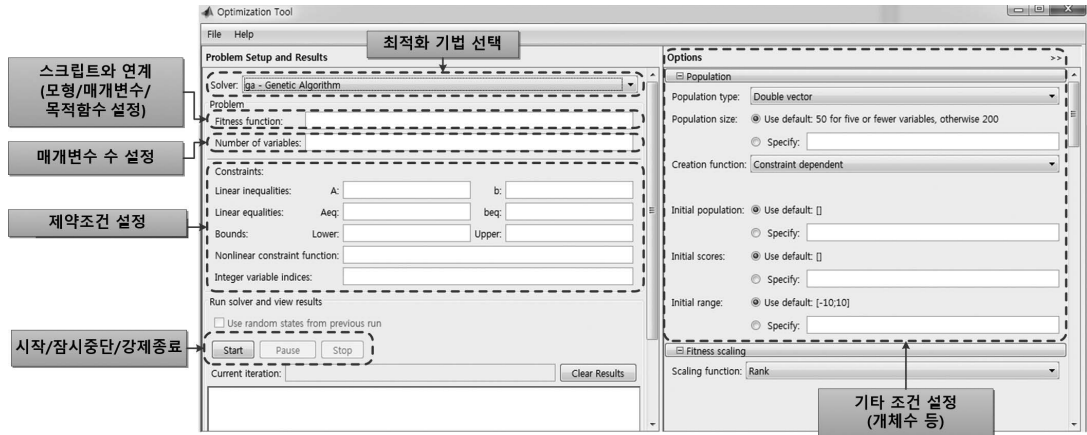 Optimization Tool
File Help
최적화 기법 선택
스크립트와 연계
(모형/매개변수/
목적함수 설정)
매개변수 수 설정
제약조건 설정
시작/잠시중단/강제종료
Problem Setup and Results
Solver: ga - Genetic Algorithm
Problem
Fitness function:
Number of variables:
Constraints:
Linear inequalities: A: b:
Linear equalities: Aeq: beq:
Bounds: Lower: Upper:
Nonlinear constraint function:
Integer variable indices:
Run solver and view results
Use random states from previous run
Start Pause Stop
Current iteration: Clear Results
Options >>
Population
Population type: Double vector
Population size: Use default: 50 for five or fewer variables, otherwise 200
Specify:
Creation function: Constraint dependent
Initial population: Use default: []
Specify:
Initial scores: Use default: []
Specify:
Initial range: Use default: [-10;10]
Specify:
Fitness scaling
Scaling function: Rank
기타 조건 설정
(개체수 등)